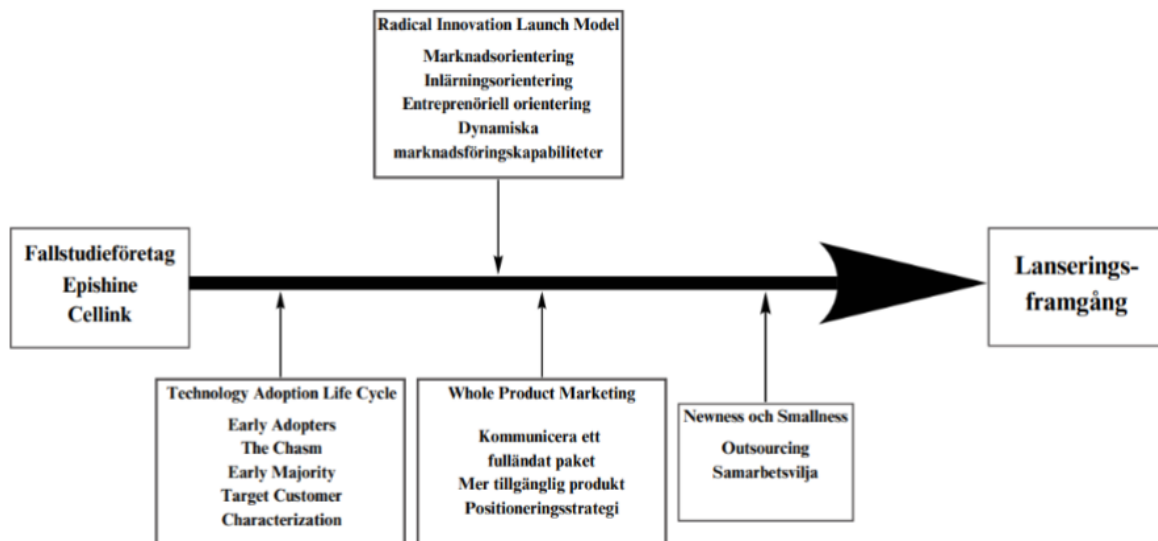 Radical Innovation Launch Model
Marknadsorientering
Inlärningsorientering
Entreprenöriell orientering
Dynamiska
marknadsföringskapabiliteter
Fallstudieföretag
Epishine
Cellink
Lanserings-
framgång
Technology Adoption Life Cycle
Early Adopters
The Chasm
Early Majority
Target Customer
Characterization
Whole Product Marketing
Kommunicera ett
fulländat paket
Mer tillgänglig produkt
Positioneringsstrategi
Newness och Smallness
Outsourcing
Samarbetsvilja